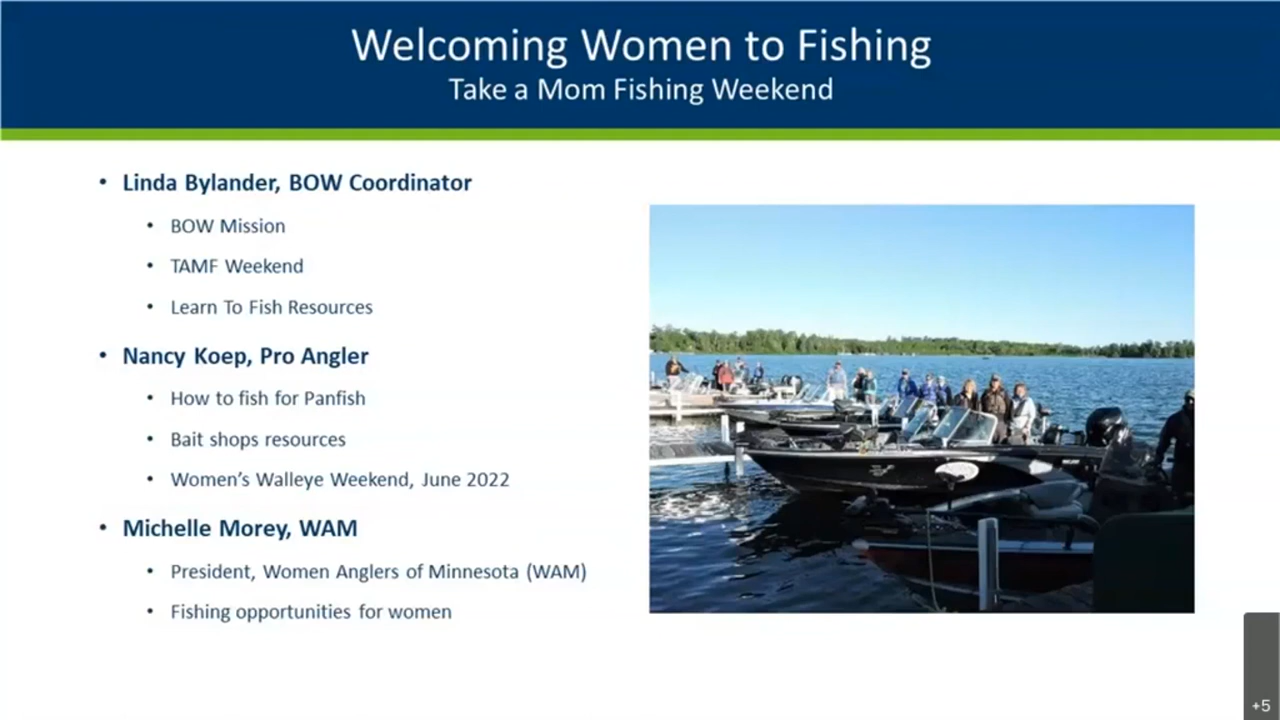 Welcoming Women to Fishing
Take a Mom Fishing Weekend
• Linda Bylander, BOW Coordinator
• BOW Mission
• TAMF Weekend
• Learn To Fish Resources
• Nancy Koep, Pro Angler
• How to fish for Panfish
• Bait shops resources
• Women's Walleye Weekend, June 2022
• Michelle Morey, WAM
• President, Women Anglers of Minnesota (WAM)
• Fishing opportunities for women
+5